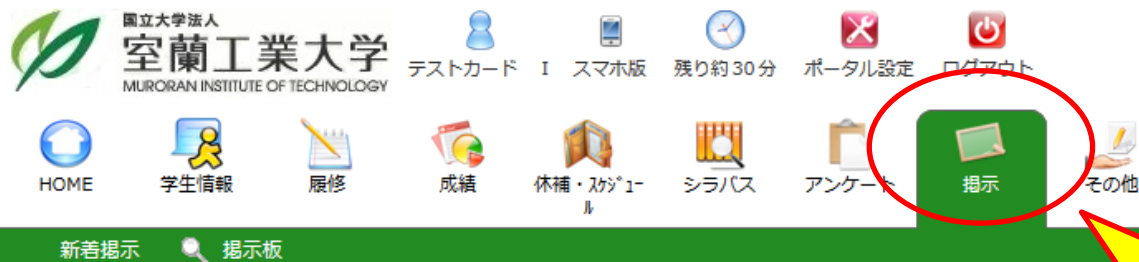 国立大学法人
室蘭工業大学
MURORAN INSTITUTE OF TECHNOLOGY
テストカード I スマホ版 残り約30分 ポータル設定 ログアウト
HOME 学生情報 履修 成績 休補・ｽｹｼﾞｭｰ シラバス アンケート 掲示 その他
ﾙ
新着掲示 掲示板